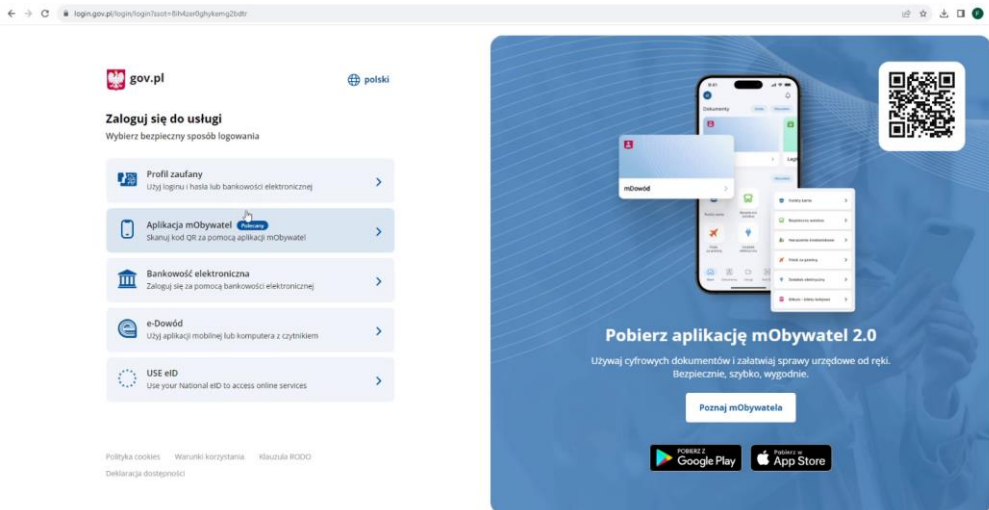 login.gov.pl/login/login?ssot=
gov.pl
polski
Zaloguj się do usługi
Wybierz bezpieczny sposób logowania
Profil zaufany
Użyj loginu i hasła lub bankowości elektronicznej
Aplikacja mObywatel Polecany
Skanuj kod QR za pomocą aplikacji mObywatel
Bankowość elektroniczna
Zaloguj się za pomocą bankowości elektronicznej
e-Dowód
Użyj aplikacji mobilnej lub komputera z czytnikiem
USE eID
Use your National eID to access online services
Polityka cookies Warunki korzystania Klauzula RODO
Deklaracja dostępności
9:41
Dokumenty
mDowód
Pobierz aplikację mObywatel 2.0
Używaj cyfrowych dokumentów i załatwiaj sprawy urzędowe od ręki.
Bezpiecznie, szybko, wygodnie.
Poznaj mObywatela
POBIERZ Z
Google Play
Pobierz w
App Store